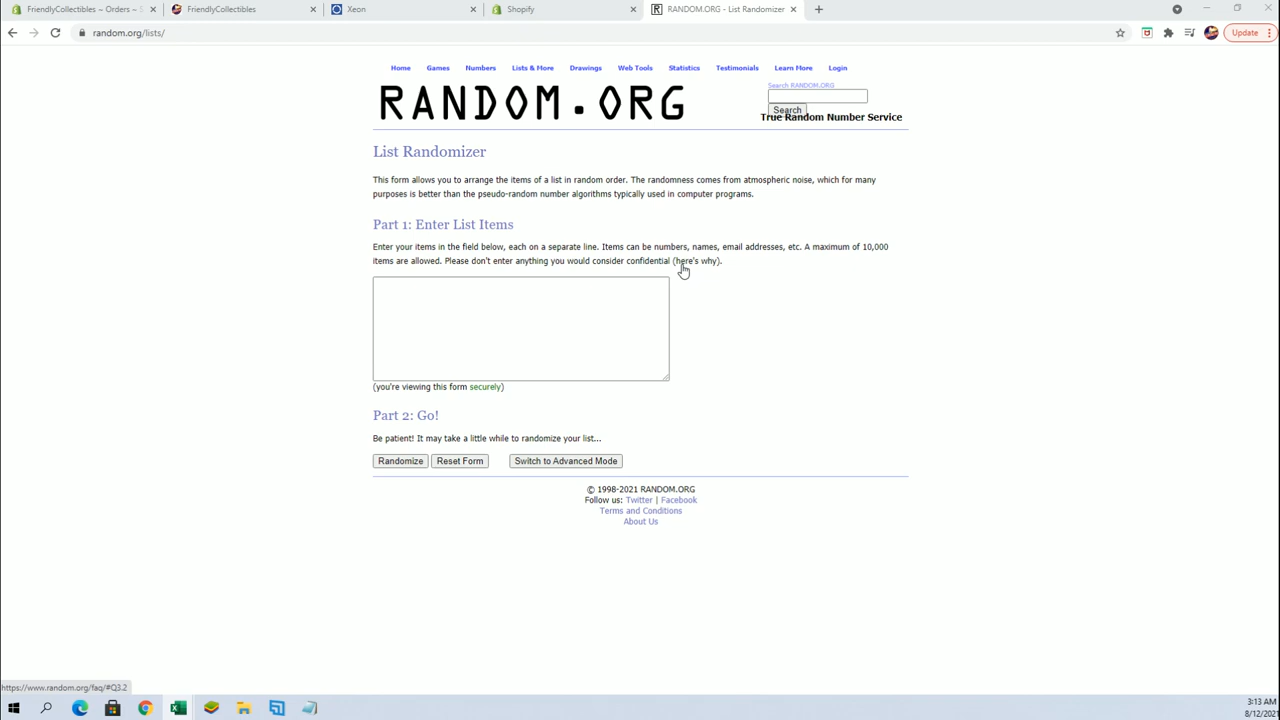 FriendlyCollectibles ~ Orders ~ S
FriendlyCollectibles
Xeon
Shopify
RANDOM.ORG - List Randomizer
random.org/lists/
Update
Home Games Numbers Lists & More Drawings Web Tools Statistics Testimonials Learn More Login
RANDOM.ORG
Search RANDOM.ORG
Search
True Random Number Service
List Randomizer
This form allows you to arrange the items of a list in random order. The randomness comes from atmospheric noise, which for many
purposes is better than the pseudo-random number algorithms typically used in computer programs.
Part 1: Enter List Items
Enter your items in the field below, each on a separate line. Items can be numbers, names, email addresses, etc. A maximum of 10,000
items are allowed. Please don't enter anything you would consider confidential (here's why).
(you're viewing this form securely)
Part 2: Go!
Be patient! It may take a little while to randomize your list...
Randomize Reset Form Switch to Advanced Mode
© 1998-2021 RANDOM.ORG
Follow us: Twitter | Facebook
Terms and Conditions
About Us
https://www.random.org/faq/#Q3.2
3:13 AM
8/12/2021